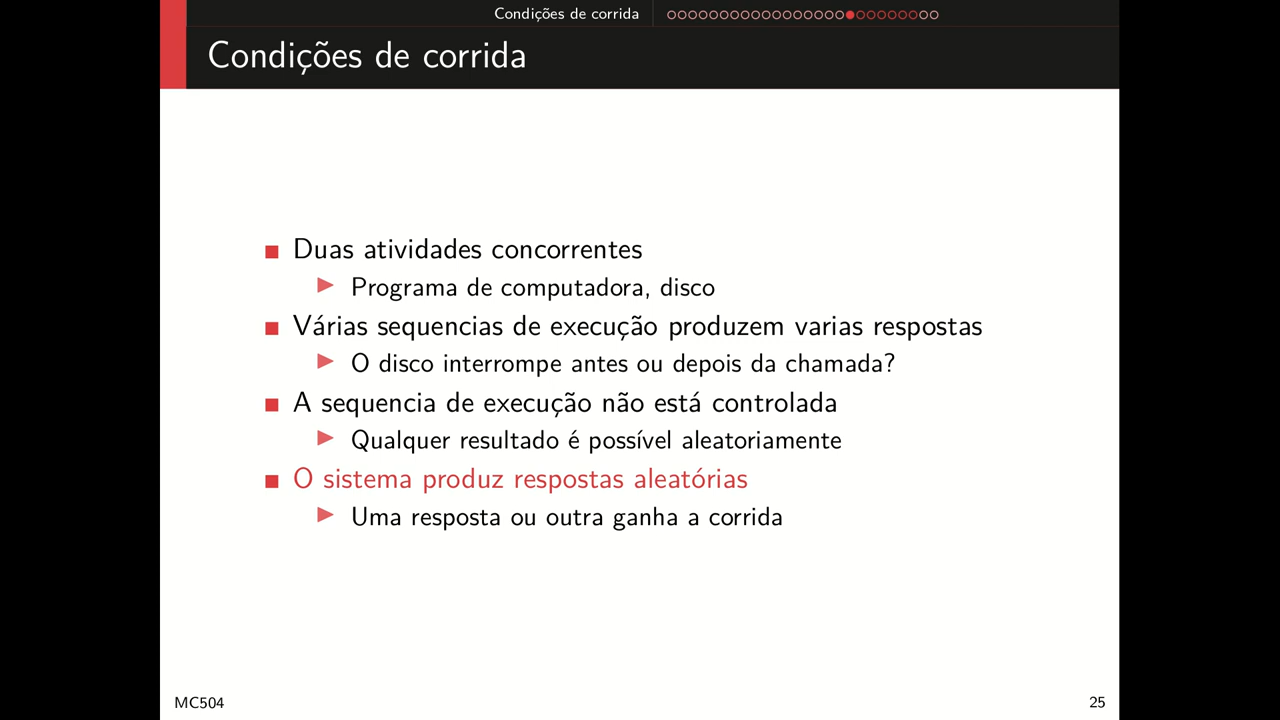 Condições de corrida
Condições de corrida
Duas atividades concorrentes
Programa de computadora, disco
Várias sequencias de execução produzem varias respostas
O disco interrompe antes ou depois da chamada?
A sequencia de execução não está controlada
Qualquer resultado é possível aleatoriamente
O sistema produz respostas aleatórias
Uma resposta ou outra ganha a corrida
MC504
25